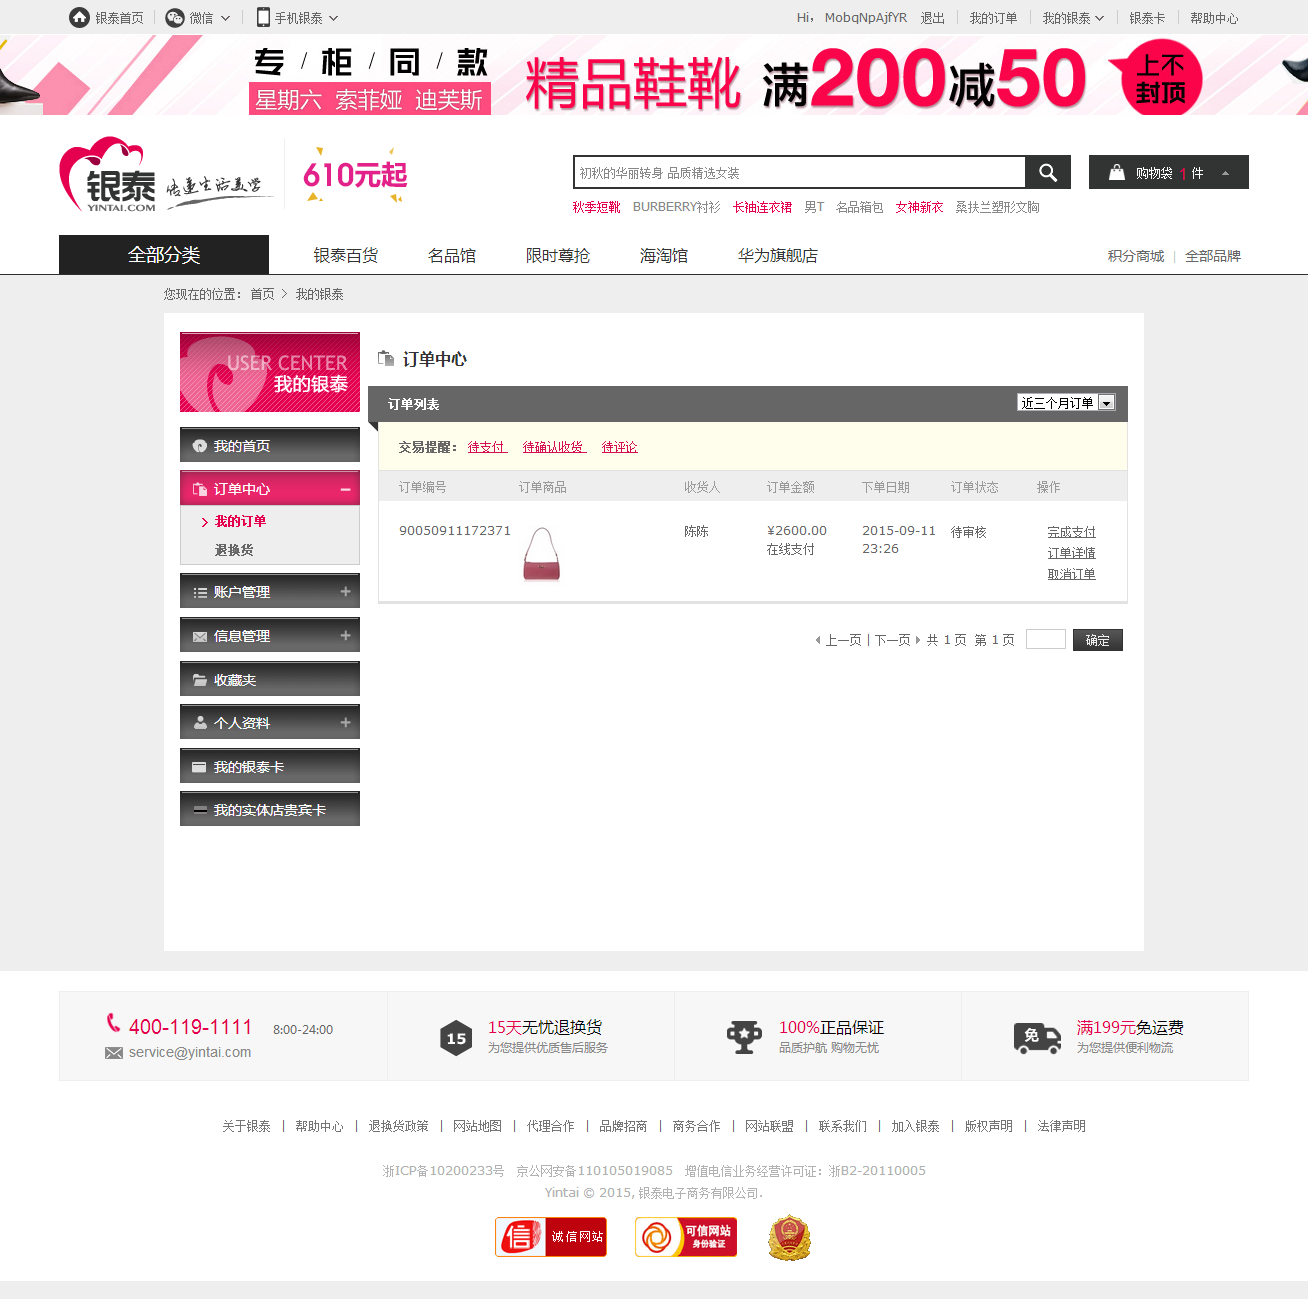 银泰首页 微信 手机银泰 Hi， MobqNpAjfYR 退出 我的订单 我的银泰 银泰卡 帮助中心
专 / 柜 / 同 / 款
星期六 索菲娅 迪芙斯
精品鞋靴 满200减50
上不
封顶
银泰
YINTAI.COM
传递生活美学
610元起
初秋的华丽转身 品质精选女装
购物袋 1 件
秋季短靴 BURBERRY衬衫 长袖连衣裙 男T 名品箱包 女神新衣 桑扶兰塑形文胸
全部分类 银泰百货 名品馆 限时尊抢 海淘馆 华为旗舰店 积分商城 | 全部品牌
您现在的位置： 首页 > 我的银泰
USER CENTER
我的银泰
我的首页
订单中心
我的订单
退换货
账户管理
信息管理
收藏夹
个人资料
我的银泰卡
我的实体店贵宾卡
订单中心
订单列表 近三个月订单
交易提醒： 待支付 待确认收货 待评论
订单编号 订单商品 收货人 订单金额 下单日期 订单状态 操作
90050911172371 陈陈 ¥2600.00 2015-09-11 待审核 完成支付
在线支付 23:26 订单详情
取消订单
上一页 | 下一页 共 1 页 第 1 页 确定
400-119-1111 8:00-24:00
service@yintai.com
15
15天无忧退换货
为您提供优质售后服务
100%正品保证
品质护航 购物无忧
免
满199元免运费
为您提供便利物流
关于银泰 | 帮助中心 | 退换货政策 | 网站地图 | 代理合作 | 品牌招商 | 商务合作 | 网站联盟 | 联系我们 | 加入银泰 | 版权声明 | 法律声明
浙ICP备10200233号 京公网安备110105019085 增值电信业务经营许可证：浙B2-20110005
Yintai © 2015, 银泰电子商务有限公司.
信 诚信网站
可信网站
身份验证